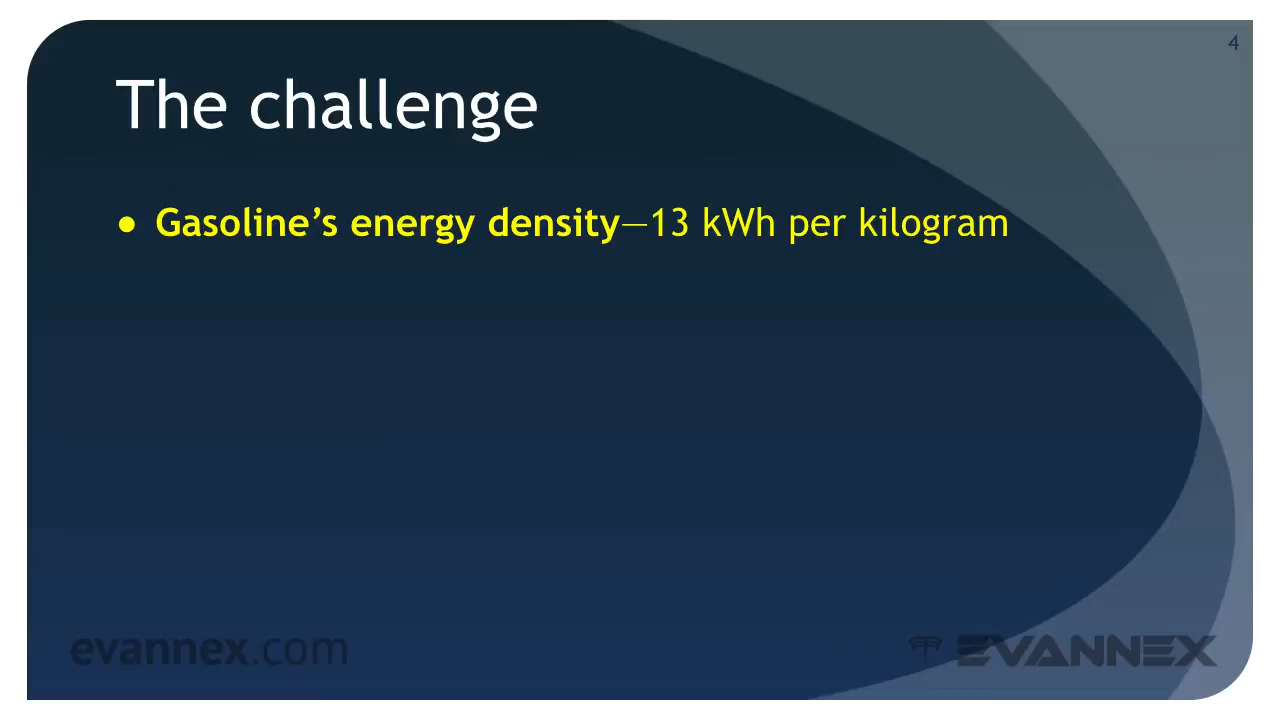 4
The challenge
● Gasoline’s energy density—13 kWh per kilogram
evannex.com
EVANNEX